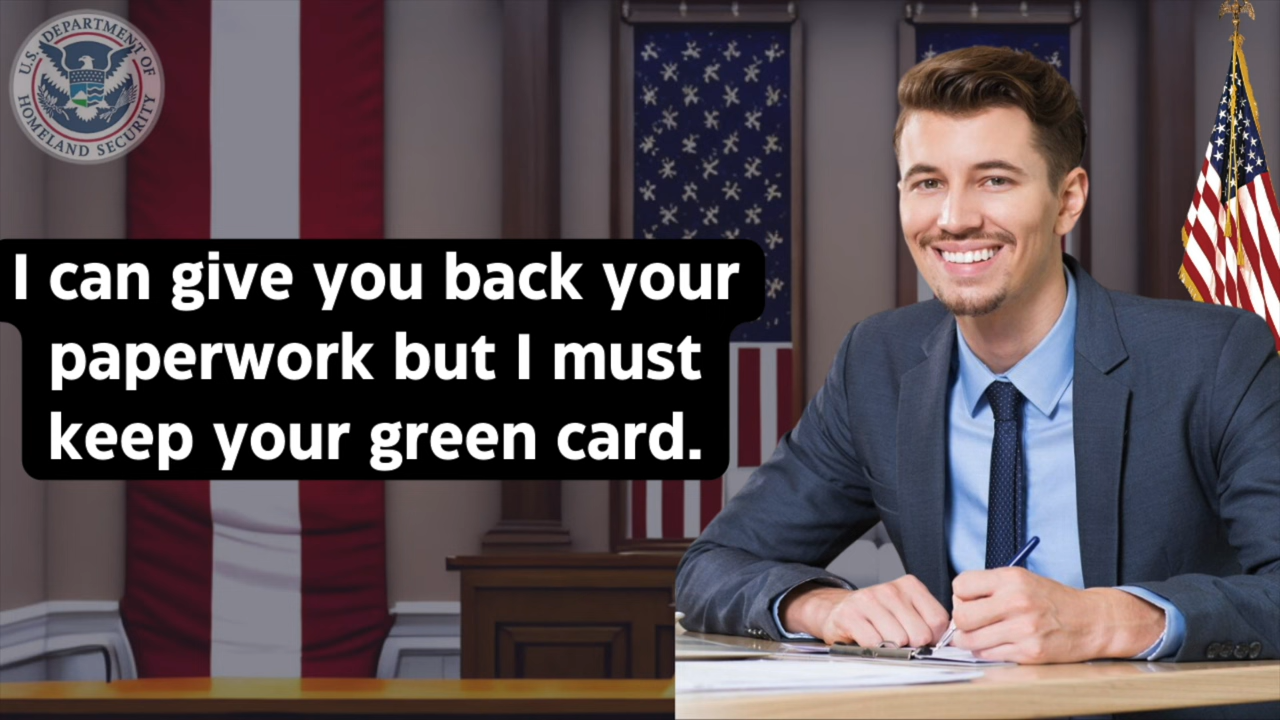 U.S. DEPARTMENT OF
HOMELAND SECURITY
I can give you back your
paperwork but I must
keep your green card.